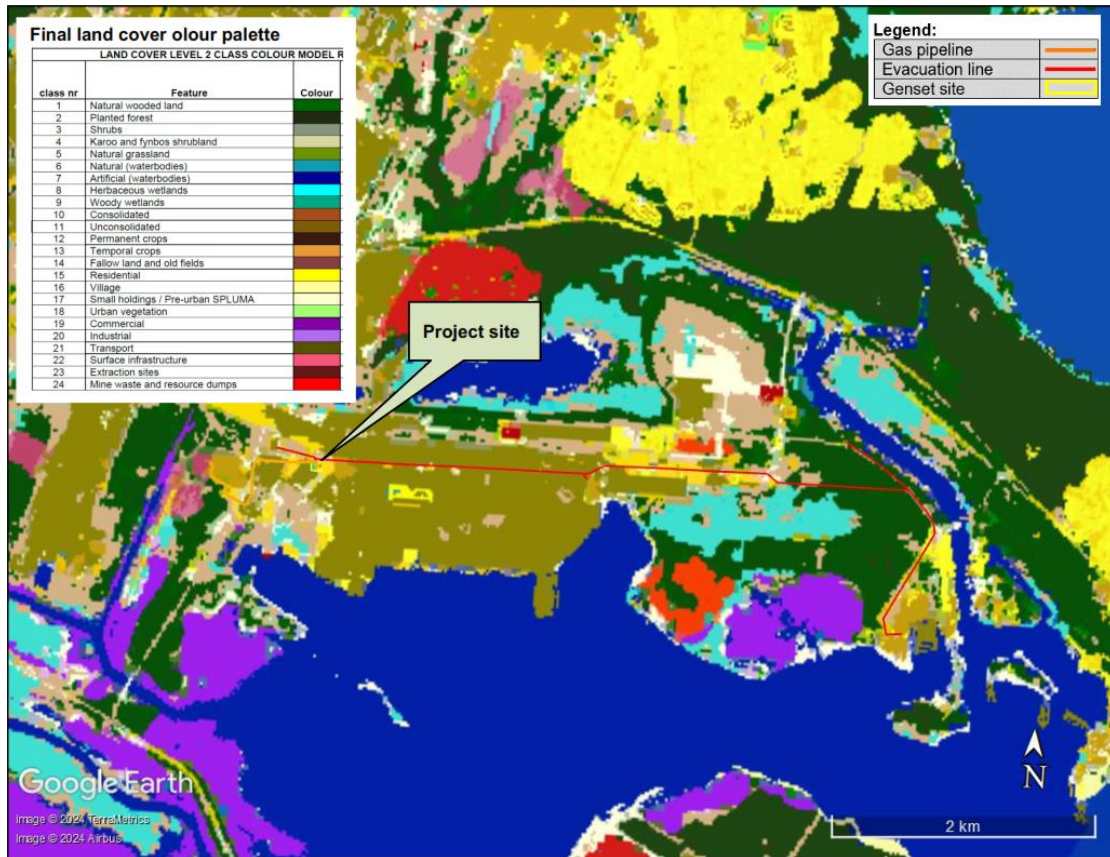 Final land cover olour palette
LAND COVER LEVEL 2 CLASS COLOUR MODEL R
class nr Feature Colour
1 Natural wooded land
2 Planted forest
3 Shrubs
4 Karoo and fynbos shrubland
5 Natural grassland
6 Natural (waterbodies)
7 Artificial (waterbodies)
8 Herbaceous wetlands
9 Woody wetlands
10 Consolidated
11 Unconsolidated
12 Permanent crops
13 Temporal crops
14 Fallow land and old fields
15 Residential
16 Village
17 Small holdings / Pre-urban SPLUMA
18 Urban vegetation
19 Commercial
20 Industrial
21 Transport
22 Surface infrastructure
23 Extraction sites
24 Mine waste and resource dumps
Legend:
Gas pipeline
Evacuation line
Genset site
Project site
N
Google Earth
Image © 2024 TerraMetrics
Image © 2024 Airbus
2 km